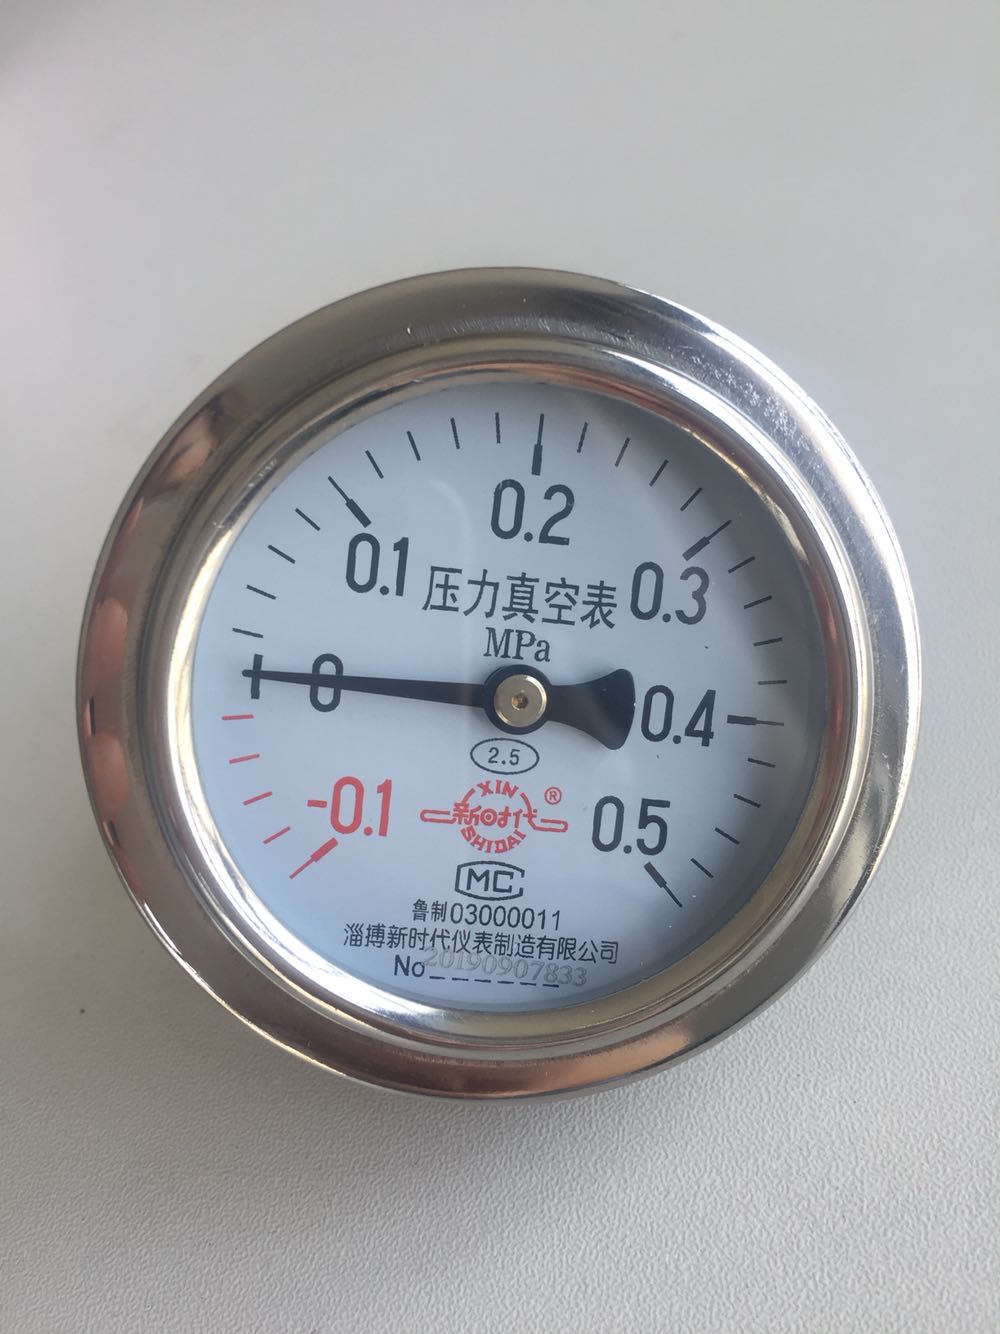 0.2
0.1
0.3
压力真空表
MPa
0
0.4
2.5
-0.1
XIN
新时代
SHIDAI
®
0.5
MC
鲁制03000011
淄博新时代仪表制造有限公司
No 20190907833